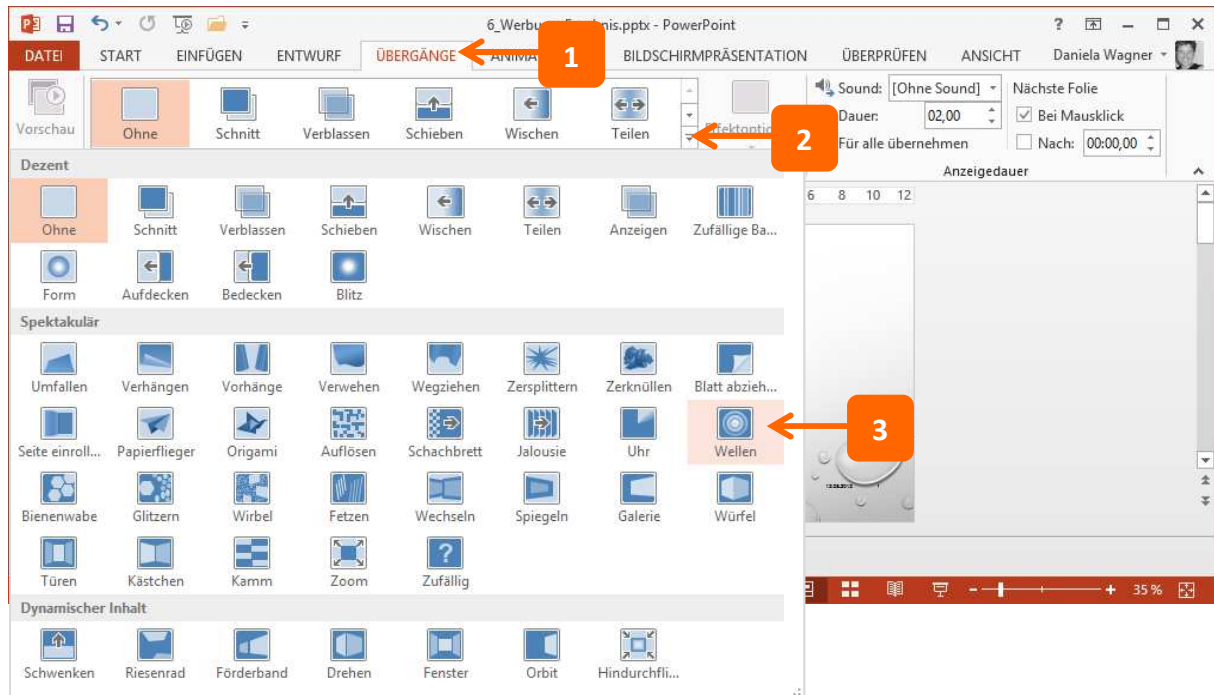 6_Werbu nis.pptx - PowerPoint
DATEI START EINFÜGEN ENTWURF ÜBERGÄNGE 1 BILDSCHIRMPRÄSENTATION ÜBERPRÜFEN ANSICHT Daniela Wagner
Vorschau
Ohne Schnitt Verblassen Schieben Wischen Teilen
2
Sound: [Ohne Sound]
Dauer: 02,00
Für alle übernehmen
Nächste Folie
Bei Mausklick
Nach: 00:00,00
Anzeigedauer
6 8 10 12
Dezent
Ohne Schnitt Verblassen Schieben Wischen Teilen Anzeigen Zufällige Ba...
Form Aufdecken Bedecken Blitz
Spektakulär
Umfallen Verhängen Vorhänge Verwehen Wegziehen Zersplittern Zerknüllen Blatt abzieh...
Seite einroll... Papierflieger Origami Auflösen Schachbrett Jalousie Uhr Wellen
3
Bienenwabe Glitzern Wirbel Fetzen Wechseln Spiegeln Galerie Würfel
Türen Kästchen Kamm Zoom Zufällig
35 %
Dynamischer Inhalt
Schwenken Riesenrad Förderband Drehen Fenster Orbit Hindurchfli...